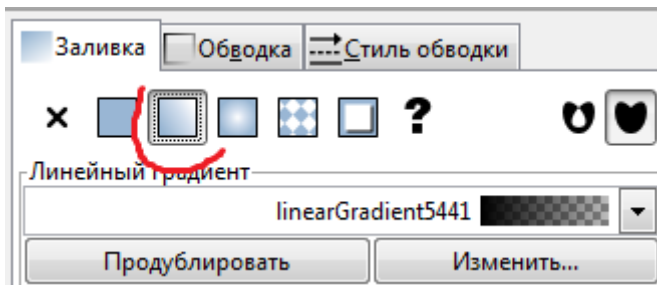 Заливка Обводка Стиль обводки
× ?
Линейный градиент
linearGradient5441
Продублировать Изменить...